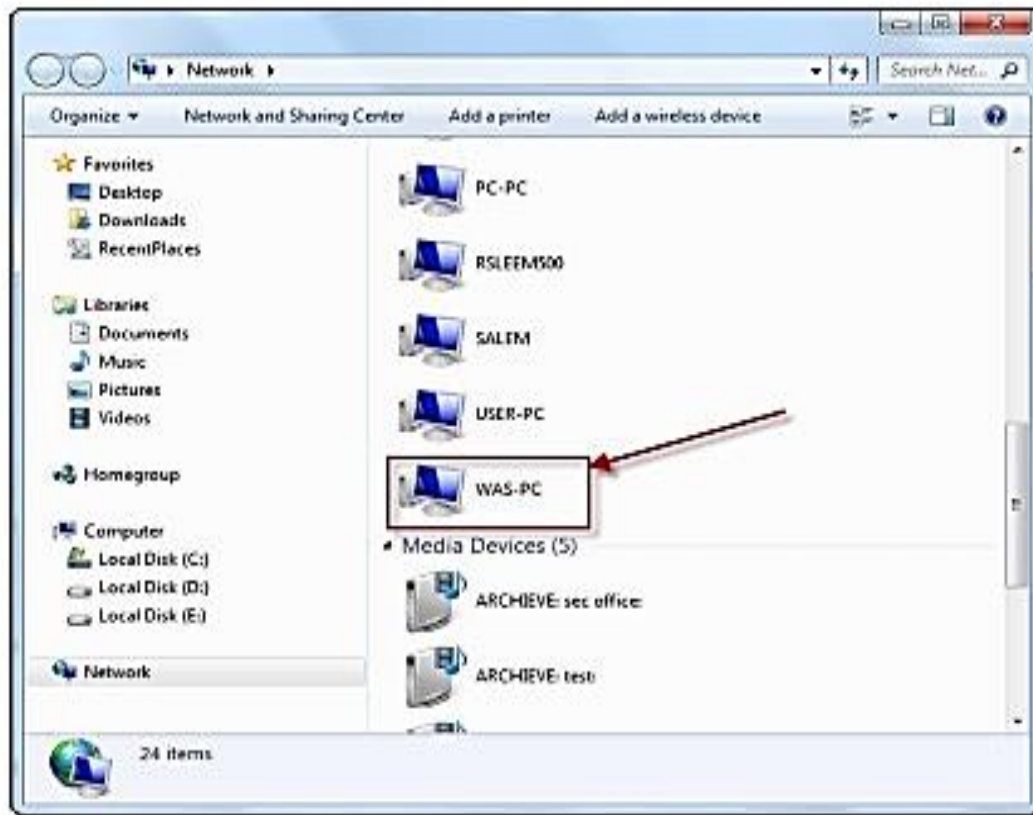 Network
Search Net...
Organize
Network and Sharing Center
Add a printer
Add a wireless device
Favorites
Desktop
Downloads
RecentPlaces
Libraries
Documents
Music
Pictures
Videos
Homegroup
Computer
Local Disk (C:)
Local Disk (D:)
Local Disk (E:)
Network
PC-PC
RSLEEM500
SALEM
USER-PC
WAS-PC
Media Devices (5)
ARCHIEVE: sec office:
ARCHIEVE: test:
24 items